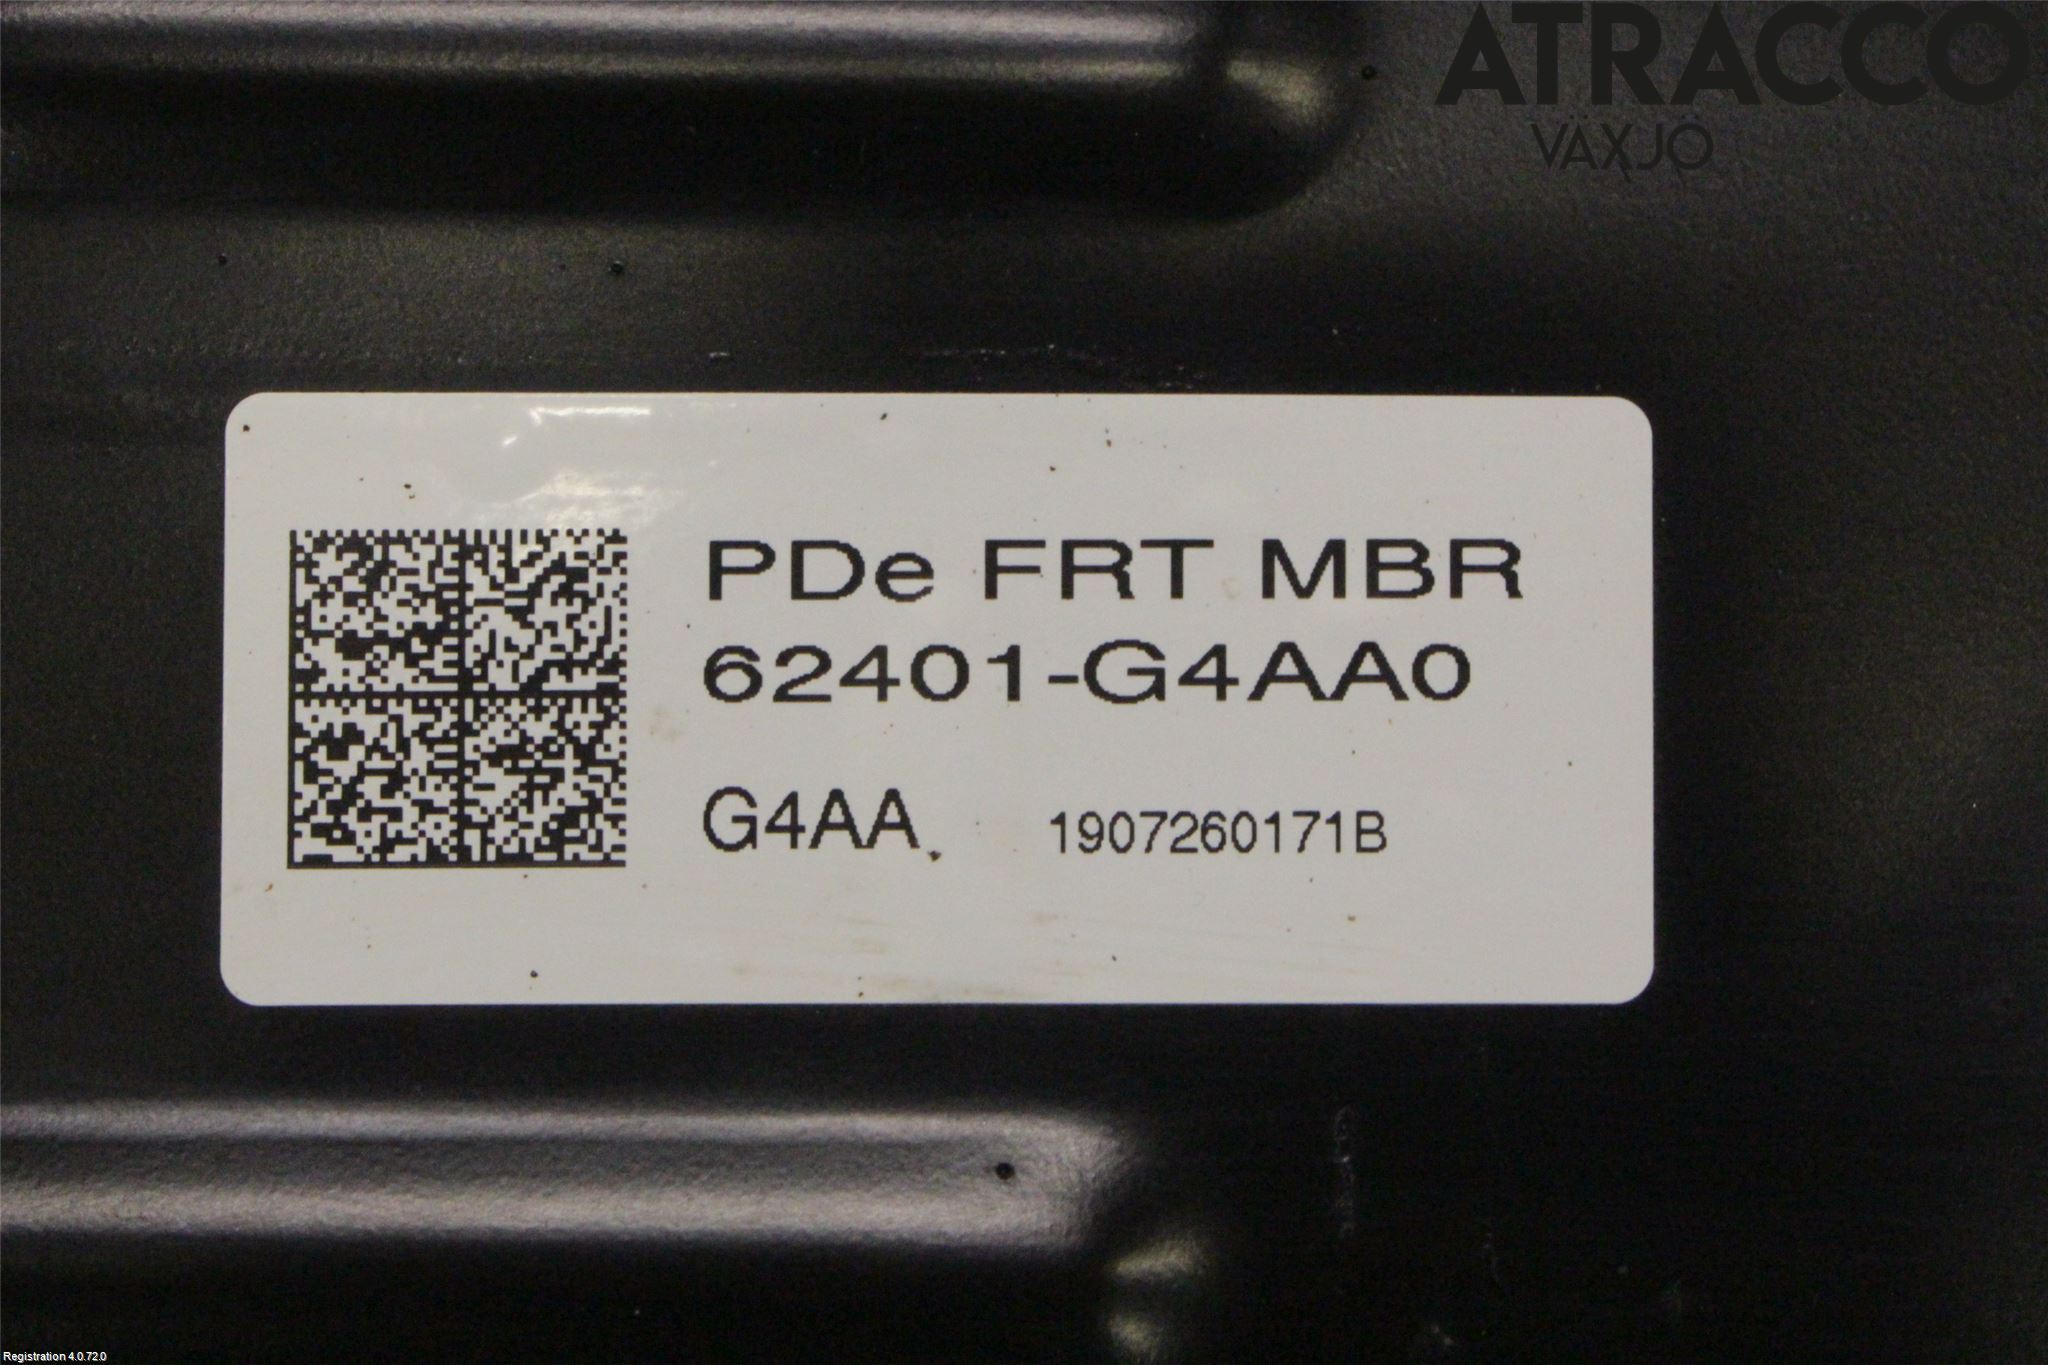 ATRACCO
VÄXJÖ
PDe FRT MBR
62401-G4AA0
G4AA 1907260171B
Registration 4.0.72.0